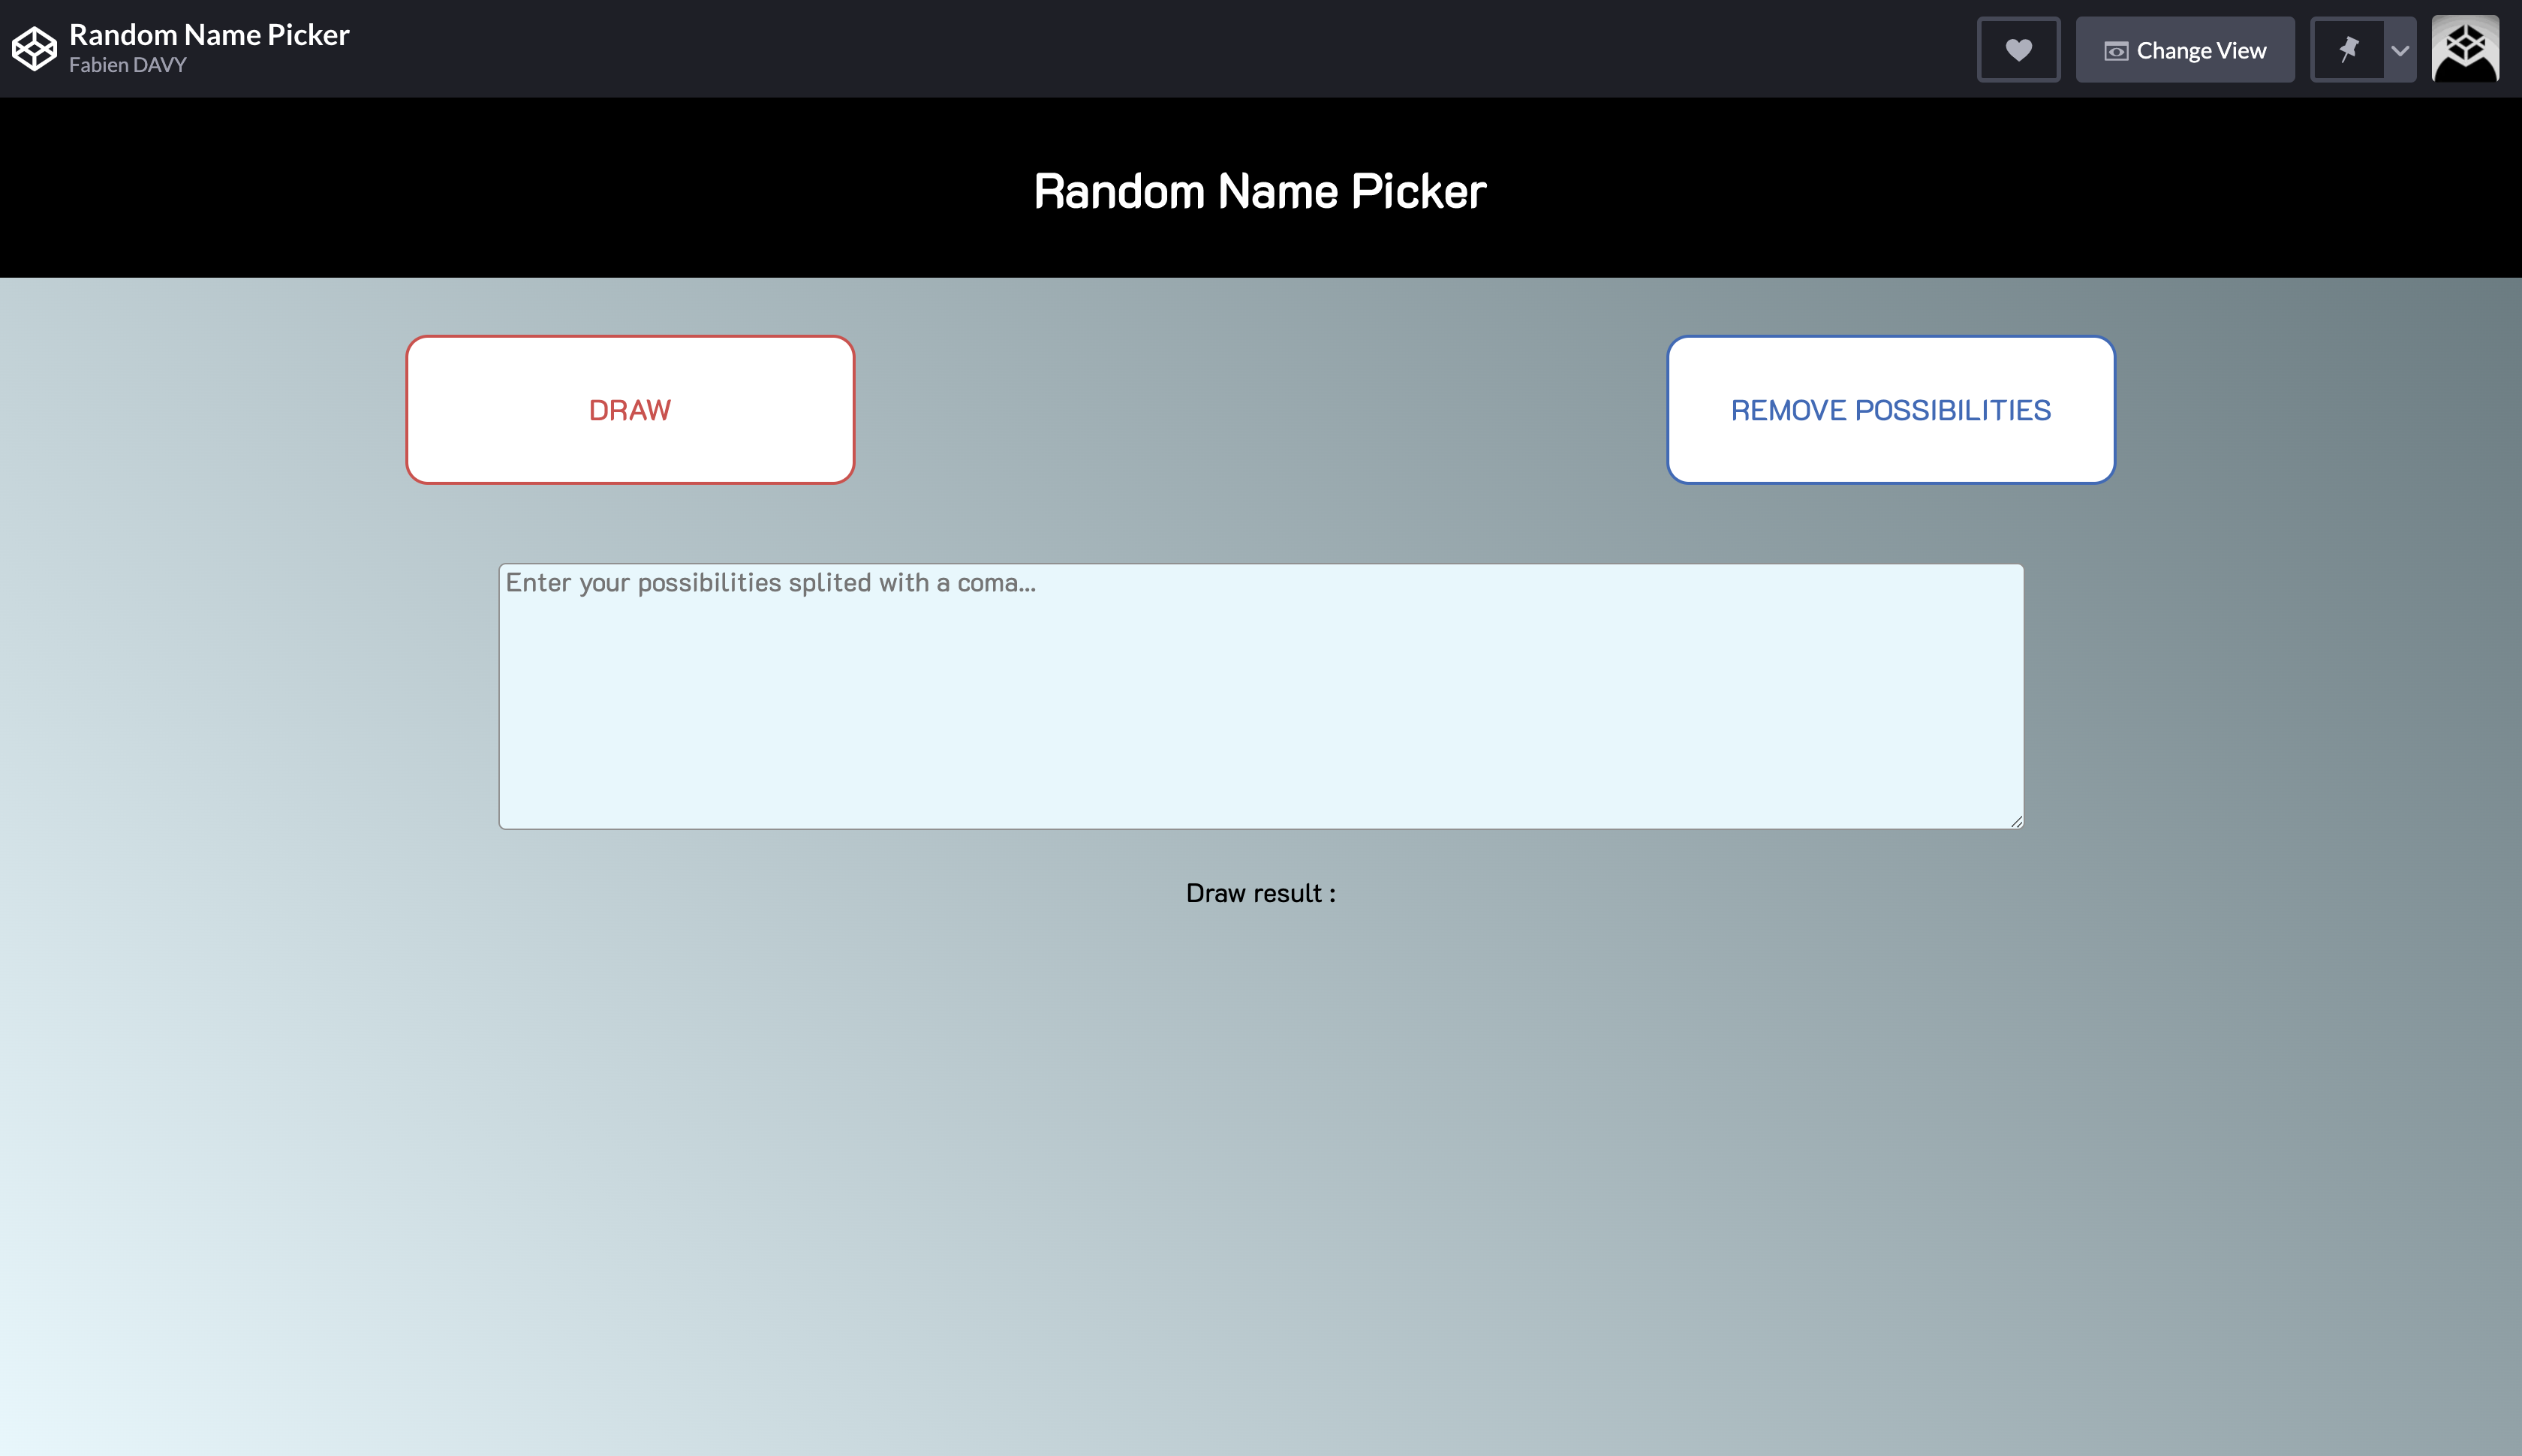 Random Name Picker
Fabien DAVY
Change View
Random Name Picker
DRAW
REMOVE POSSIBILITIES
Enter your possibilities splited with a coma...
Draw result :